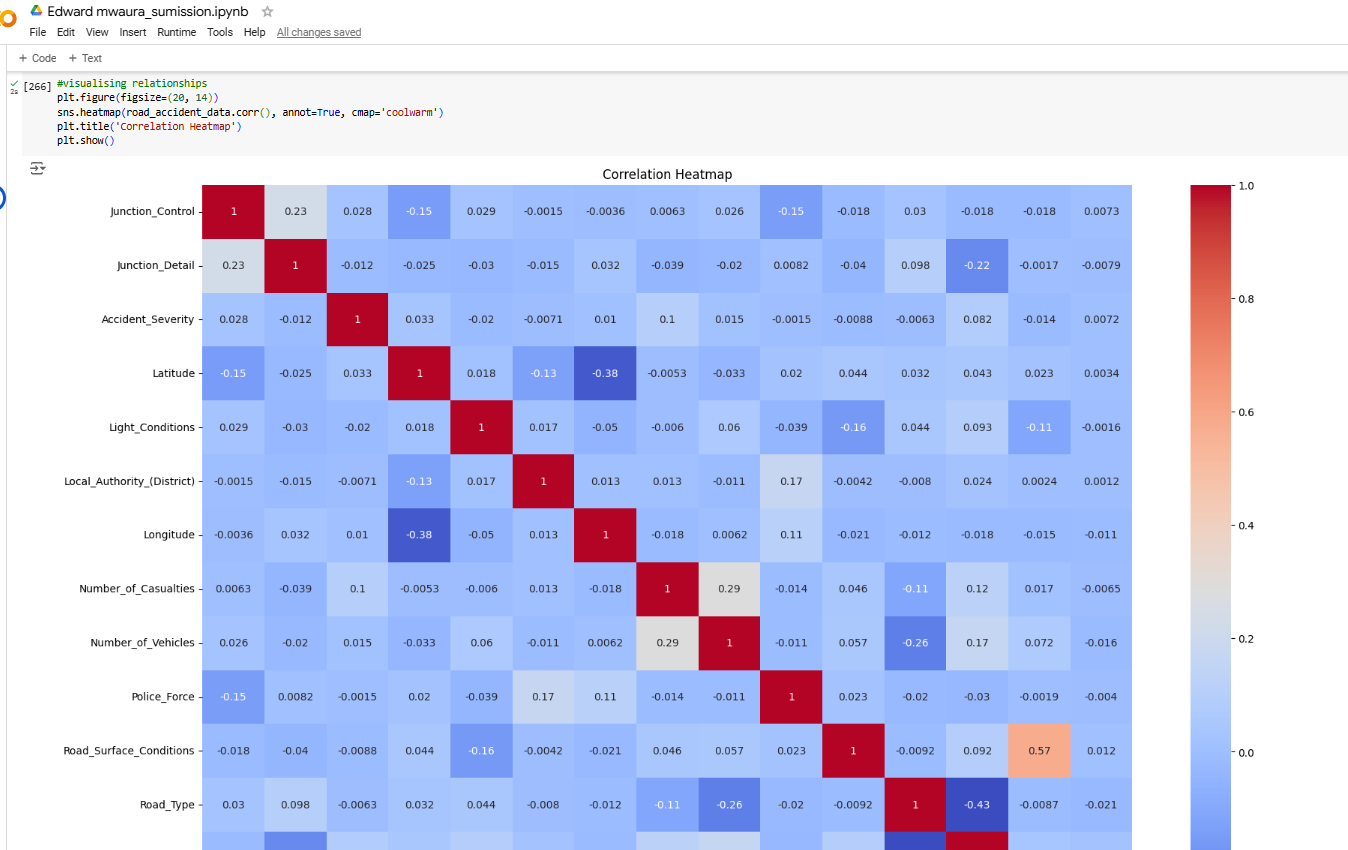 Edward mwaura_sumission.ipynb
File Edit View Insert Runtime Tools Help All changes saved
+ Code + Text
[266] #visualising relationships
2s
plt.figure(figsize=(20, 14))
sns.heatmap(road_accident_data.corr(), annot=True, cmap='coolwarm')
plt.title('Correlation Heatmap')
plt.show()
Correlation Heatmap
Junction_Control 1 0.23 0.028 -0.15 0.029 -0.0015 -0.0036 0.0063 0.026 -0.15 -0.018 0.03 -0.018 -0.018 0.0073
Junction_Detail 0.23 1 -0.012 -0.025 -0.03 -0.015 0.032 -0.039 -0.02 0.0082 -0.04 0.098 -0.22 -0.0017 -0.0079
Accident_Severity 0.028 -0.012 1 0.033 -0.02 -0.0071 0.01 0.1 0.015 -0.0015 -0.0088 -0.0063 0.082 -0.014 0.0072
Latitude -0.15 -0.025 0.033 1 0.018 -0.13 -0.38 -0.0053 -0.033 0.02 0.044 0.032 0.043 0.023 0.0034
Light_Conditions 0.029 -0.03 -0.02 0.018 1 0.017 -0.05 -0.006 0.06 -0.039 -0.16 0.044 0.093 -0.11 -0.0016
Local_Authority_(District) -0.0015 -0.015 -0.0071 -0.13 0.017 1 0.013 0.013 -0.011 0.17 -0.0042 -0.008 0.024 0.0024 0.0012
Longitude -0.0036 0.032 0.01 -0.38 -0.05 0.013 1 -0.018 0.0062 0.11 -0.021 -0.012 -0.018 -0.015 -0.011
Number_of_Casualties 0.0063 -0.039 0.1 -0.0053 -0.006 0.013 -0.018 1 0.29 -0.014 0.046 -0.11 0.12 0.017 -0.0065
Number_of_Vehicles 0.026 -0.02 0.015 -0.033 0.06 -0.011 0.0062 0.29 1 -0.011 0.057 -0.26 0.17 0.072 -0.016
Police_Force -0.15 0.0082 -0.0015 0.02 -0.039 0.17 0.11 -0.014 -0.011 1 0.023 -0.02 -0.03 -0.0019 -0.004
Road_Surface_Conditions -0.018 -0.04 -0.0088 0.044 -0.16 -0.0042 -0.021 0.046 0.057 0.023 1 -0.0092 0.092 0.57 0.012
Road_Type 0.03 0.098 -0.0063 0.032 0.044 -0.008 -0.012 -0.11 -0.26 -0.02 -0.0092 1 -0.43 -0.0087 -0.021
1.0
0.8
0.6
0.4
0.2
0.0